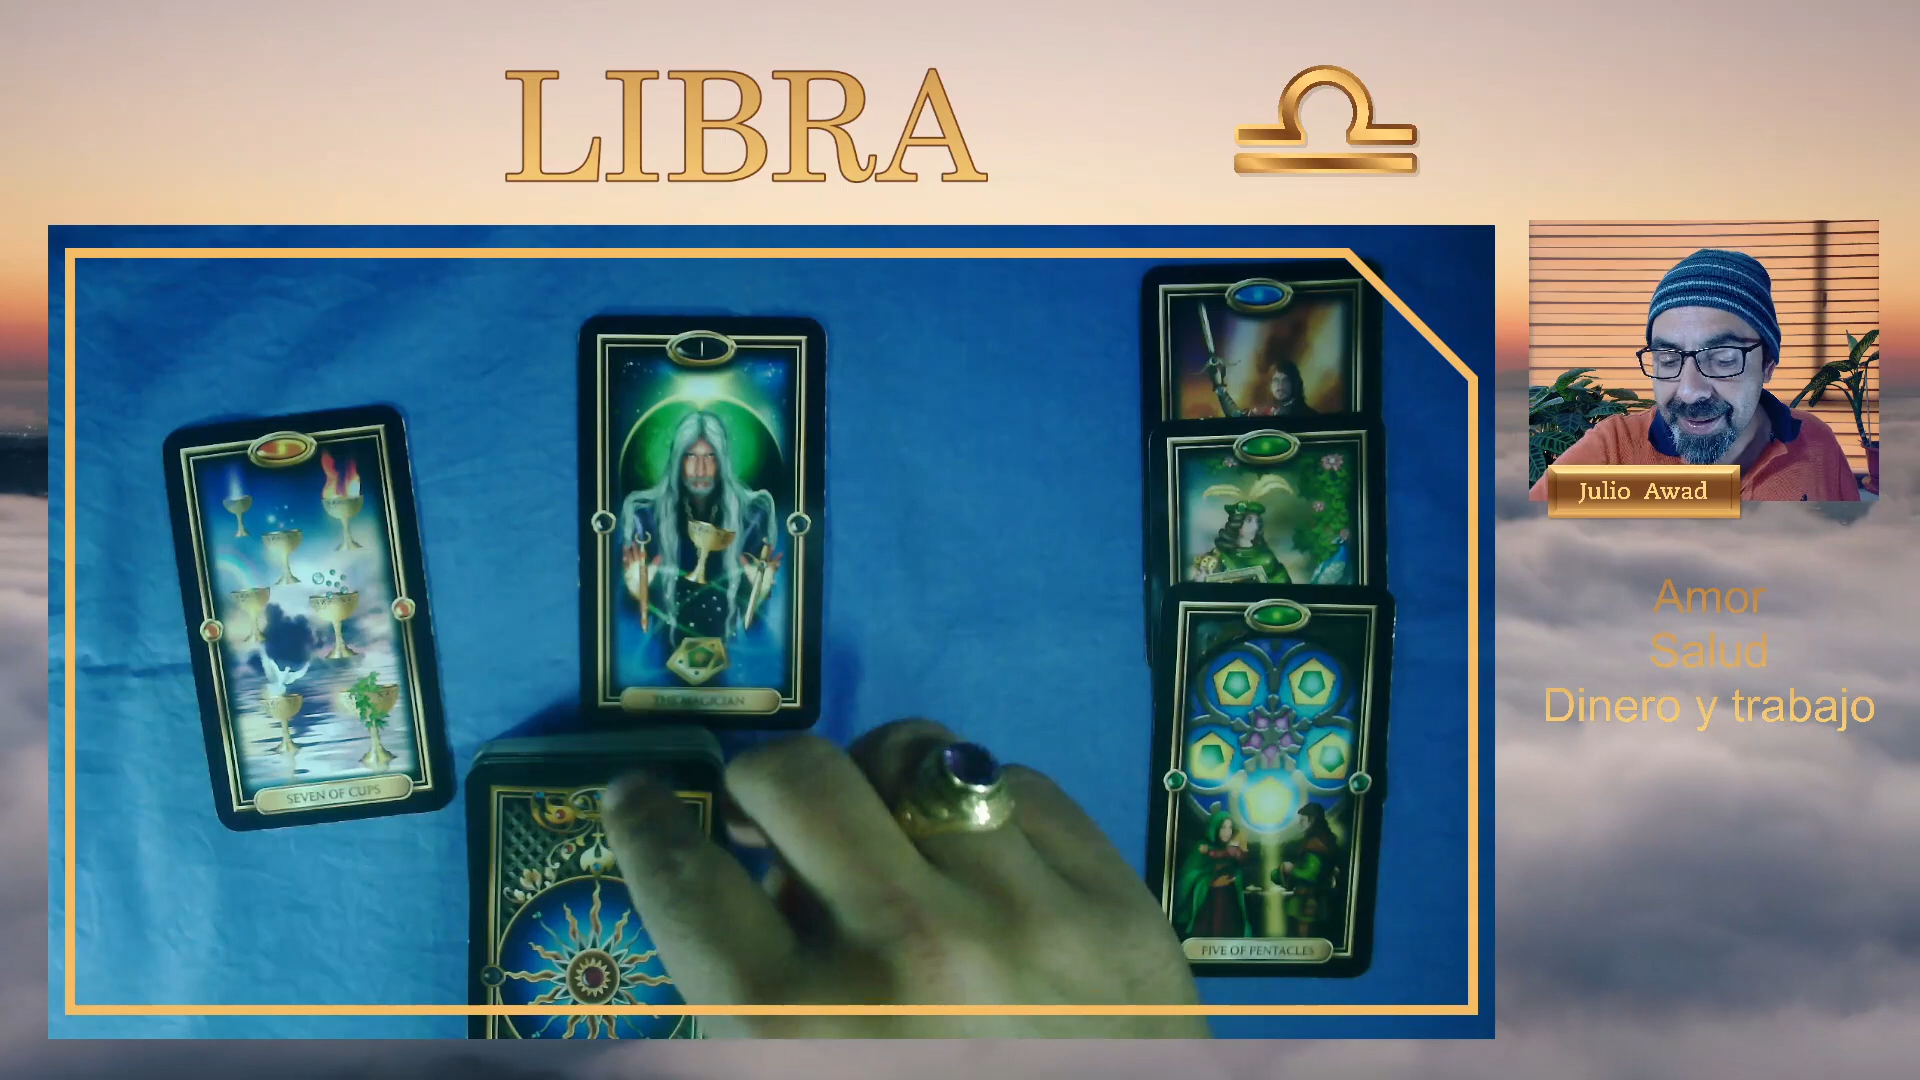 LIBRA
I
THE MAGICIAN
SEVEN OF CUPS
FIVE OF PENTACLES
Julio Awad
Amor
Salud
Dinero y trabajo